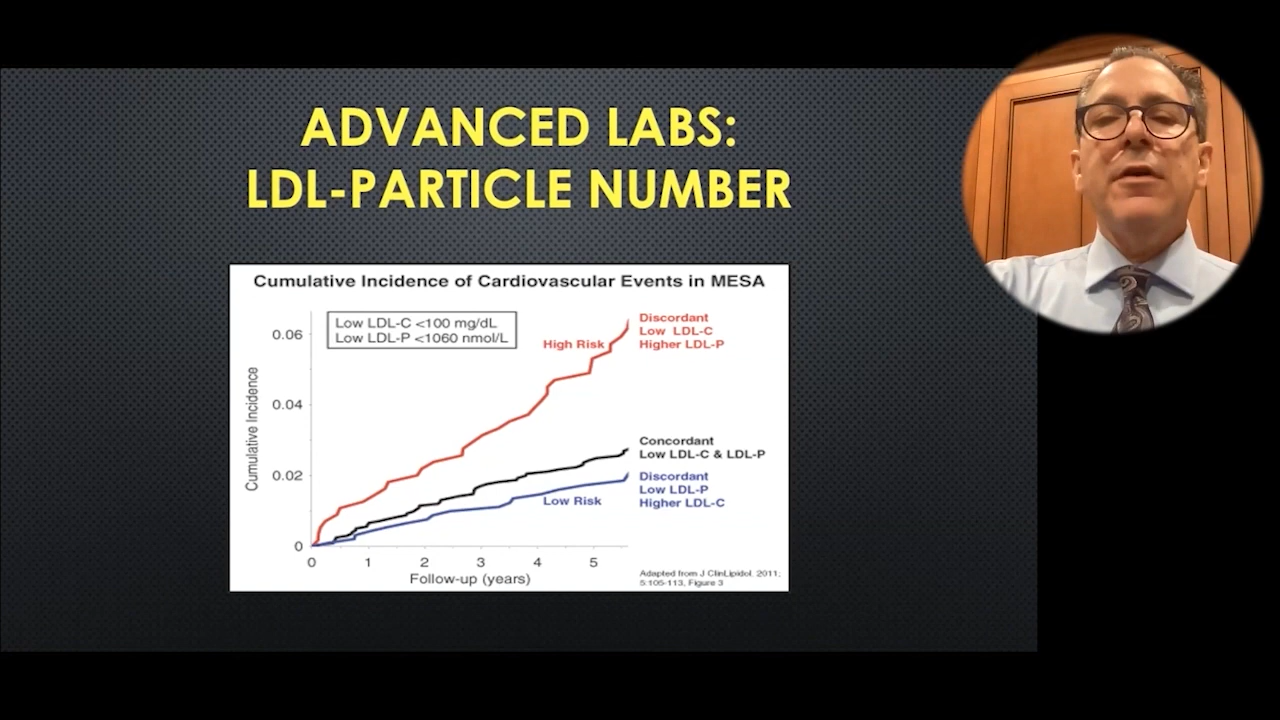 ADVANCED LABS:
LDL-PARTICLE NUMBER
Cumulative Incidence of Cardiovascular Events in MESA
Cumulative Incidence
0.06
0.04
0.02
0
Low LDL-C <100 mg/dL
Low LDL-P <1060 nmol/L
High Risk
Discordant
Low LDL-C
Higher LDL-P
Concordant
Low LDL-C & LDL-P
Low Risk
Discordant
Low LDL-P
Higher LDL-C
0 1 2 3 4 5
Follow-up (years)
Adapted from J ClinLipidol. 2011;
5:105-113, Figure 3